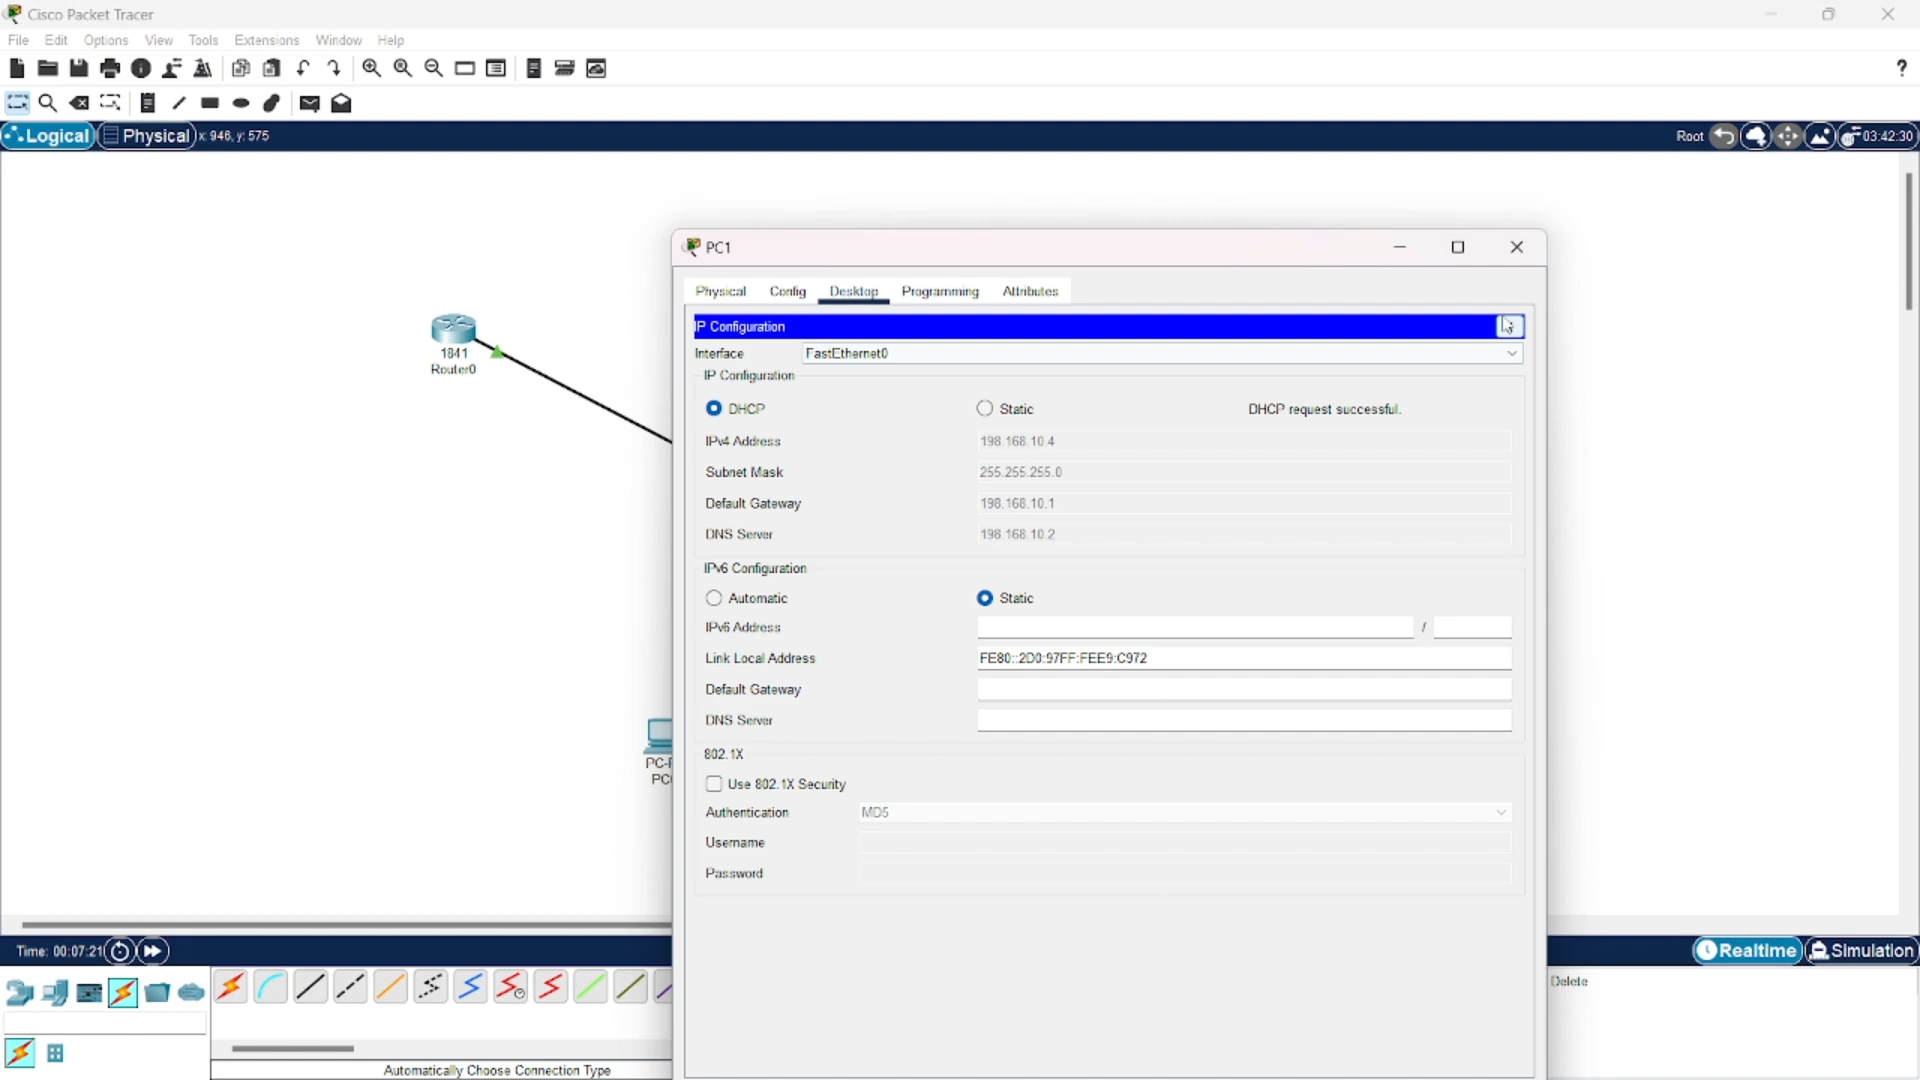 Cisco Packet Tracer
File Edit Options View Tools Extensions Window Help
?
Logical Physical x: 946, y: 575 Root 03:42:30
PC1
Physical Config Desktop Programming Attributes
IP Configuration
Interface FastEthernet0
IP Configuration
DHCP Static DHCP request successful.
IPv4 Address 198.168.10.4
Subnet Mask 255.255.255.0
Default Gateway 198.168.10.1
DNS Server 198.168.10.2
IPv6 Configuration
Automatic Static
IPv6 Address /
Link Local Address FE80::2D0:97FF:FEE9:C972
Default Gateway
DNS Server
802.1X
Use 802.1X Security
Authentication MD5
Username
Password
1841
Router0
Time: 00:07:21 Realtime Simulation
Delete
Automatically Choose Connection Type